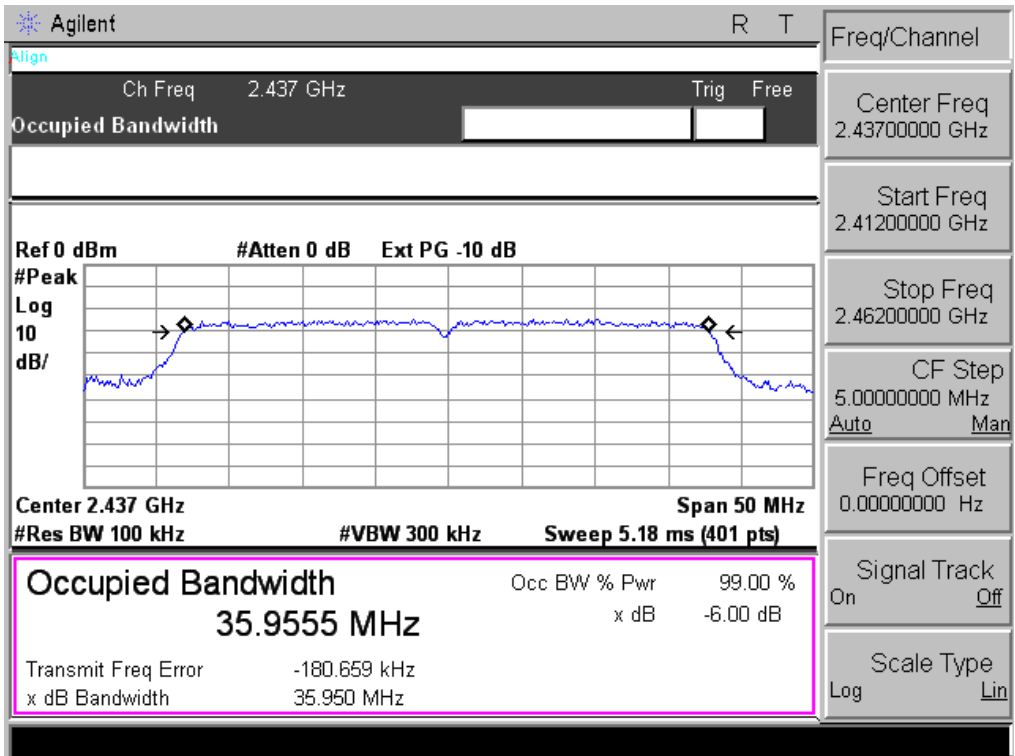 Agilent R T
Align
Ch Freq 2.437 GHz Trig Free
Occupied Bandwidth
Ref 0 dBm #Atten 0 dB Ext PG -10 dB
#Peak
Log
10
dB/
Center 2.437 GHz Span 50 MHz
#Res BW 100 kHz #VBW 300 kHz Sweep 5.18 ms (401 pts)
Occupied Bandwidth
35.9555 MHz
Occ BW % Pwr 99.00 %
x dB -6.00 dB
Transmit Freq Error -180.659 kHz
x dB Bandwidth 35.950 MHz
Freq/Channel
Center Freq
2.43700000 GHz
Start Freq
2.41200000 GHz
Stop Freq
2.46200000 GHz
CF Step
5.00000000 MHz
Auto Man
Freq Offset
0.00000000 Hz
Signal Track
On Off
Scale Type
Log Lin